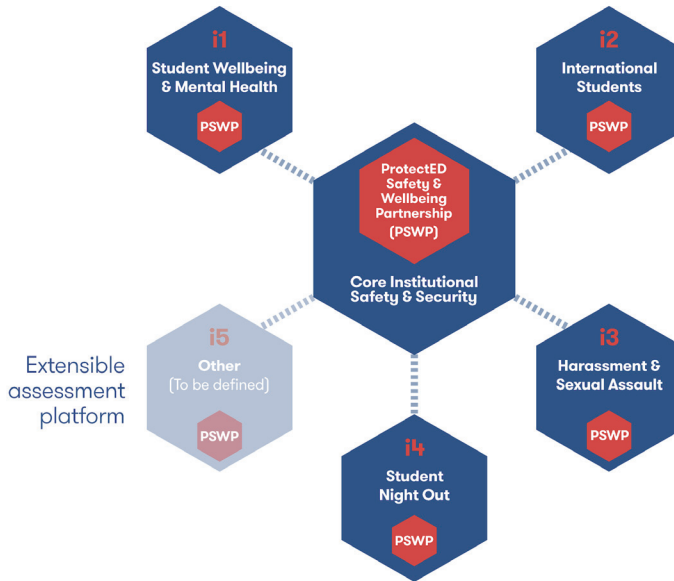 i1
Student Wellbeing
& Mental Health
PSWP
i2
International
Students
PSWP
ProtectED
Safety &
Wellbeing
Partnership
(PSWP)
Core Institutional
Safety & Security
i5
Other
(To be defined)
PSWP
Extensible
assessment
platform
i3
Harassment &
Sexual Assault
PSWP
i4
Student
Night Out
PSWP